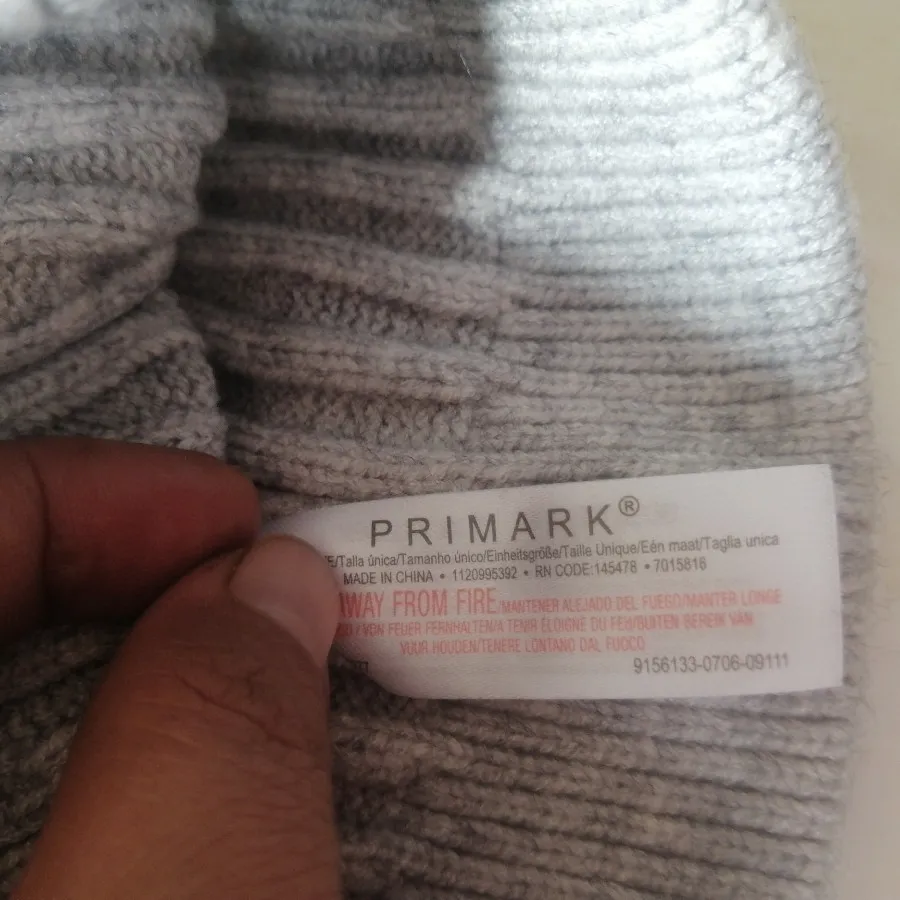 PRIMARK®
/Talla única/Tamanho único/Einheitsgröße/Taille Unique/Eén maat/Taglia unica
MADE IN CHINA • 1120995392 • RN CODE:145478 • 7015816
AWAY FROM FIRE/MANTENER ALEJADO DEL FUEGO/MANTER LONGE
/ VON FEUER FERNHALTEN/A TENIR ÉLOIGNÉ DU FEU/BUITEN BEREIK VAN
VUUR HOUDEN/TENERE LONTANO DAL FUOCO
9156133-0706-09111